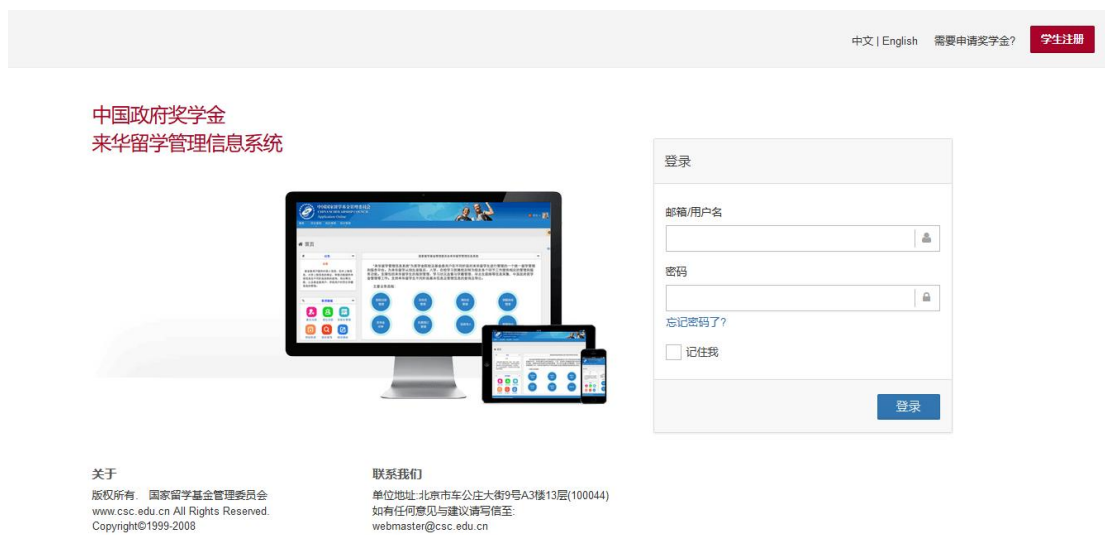 中文 | English 需要申请奖学金? 学生注册
中国政府奖学金
来华留学管理信息系统
登录
邮箱/用户名
密码
忘记密码了?
记住我
登录
首页
关于
版权所有. 国家留学基金管理委员会
www.csc.edu.cn All Rights Reserved.
Copyright©1999-2008
联系我们
单位地址:北京市车公庄大街9号A3楼13层(100044)
如有任何意见与建议请写信至:
webmaster@csc.edu.cn